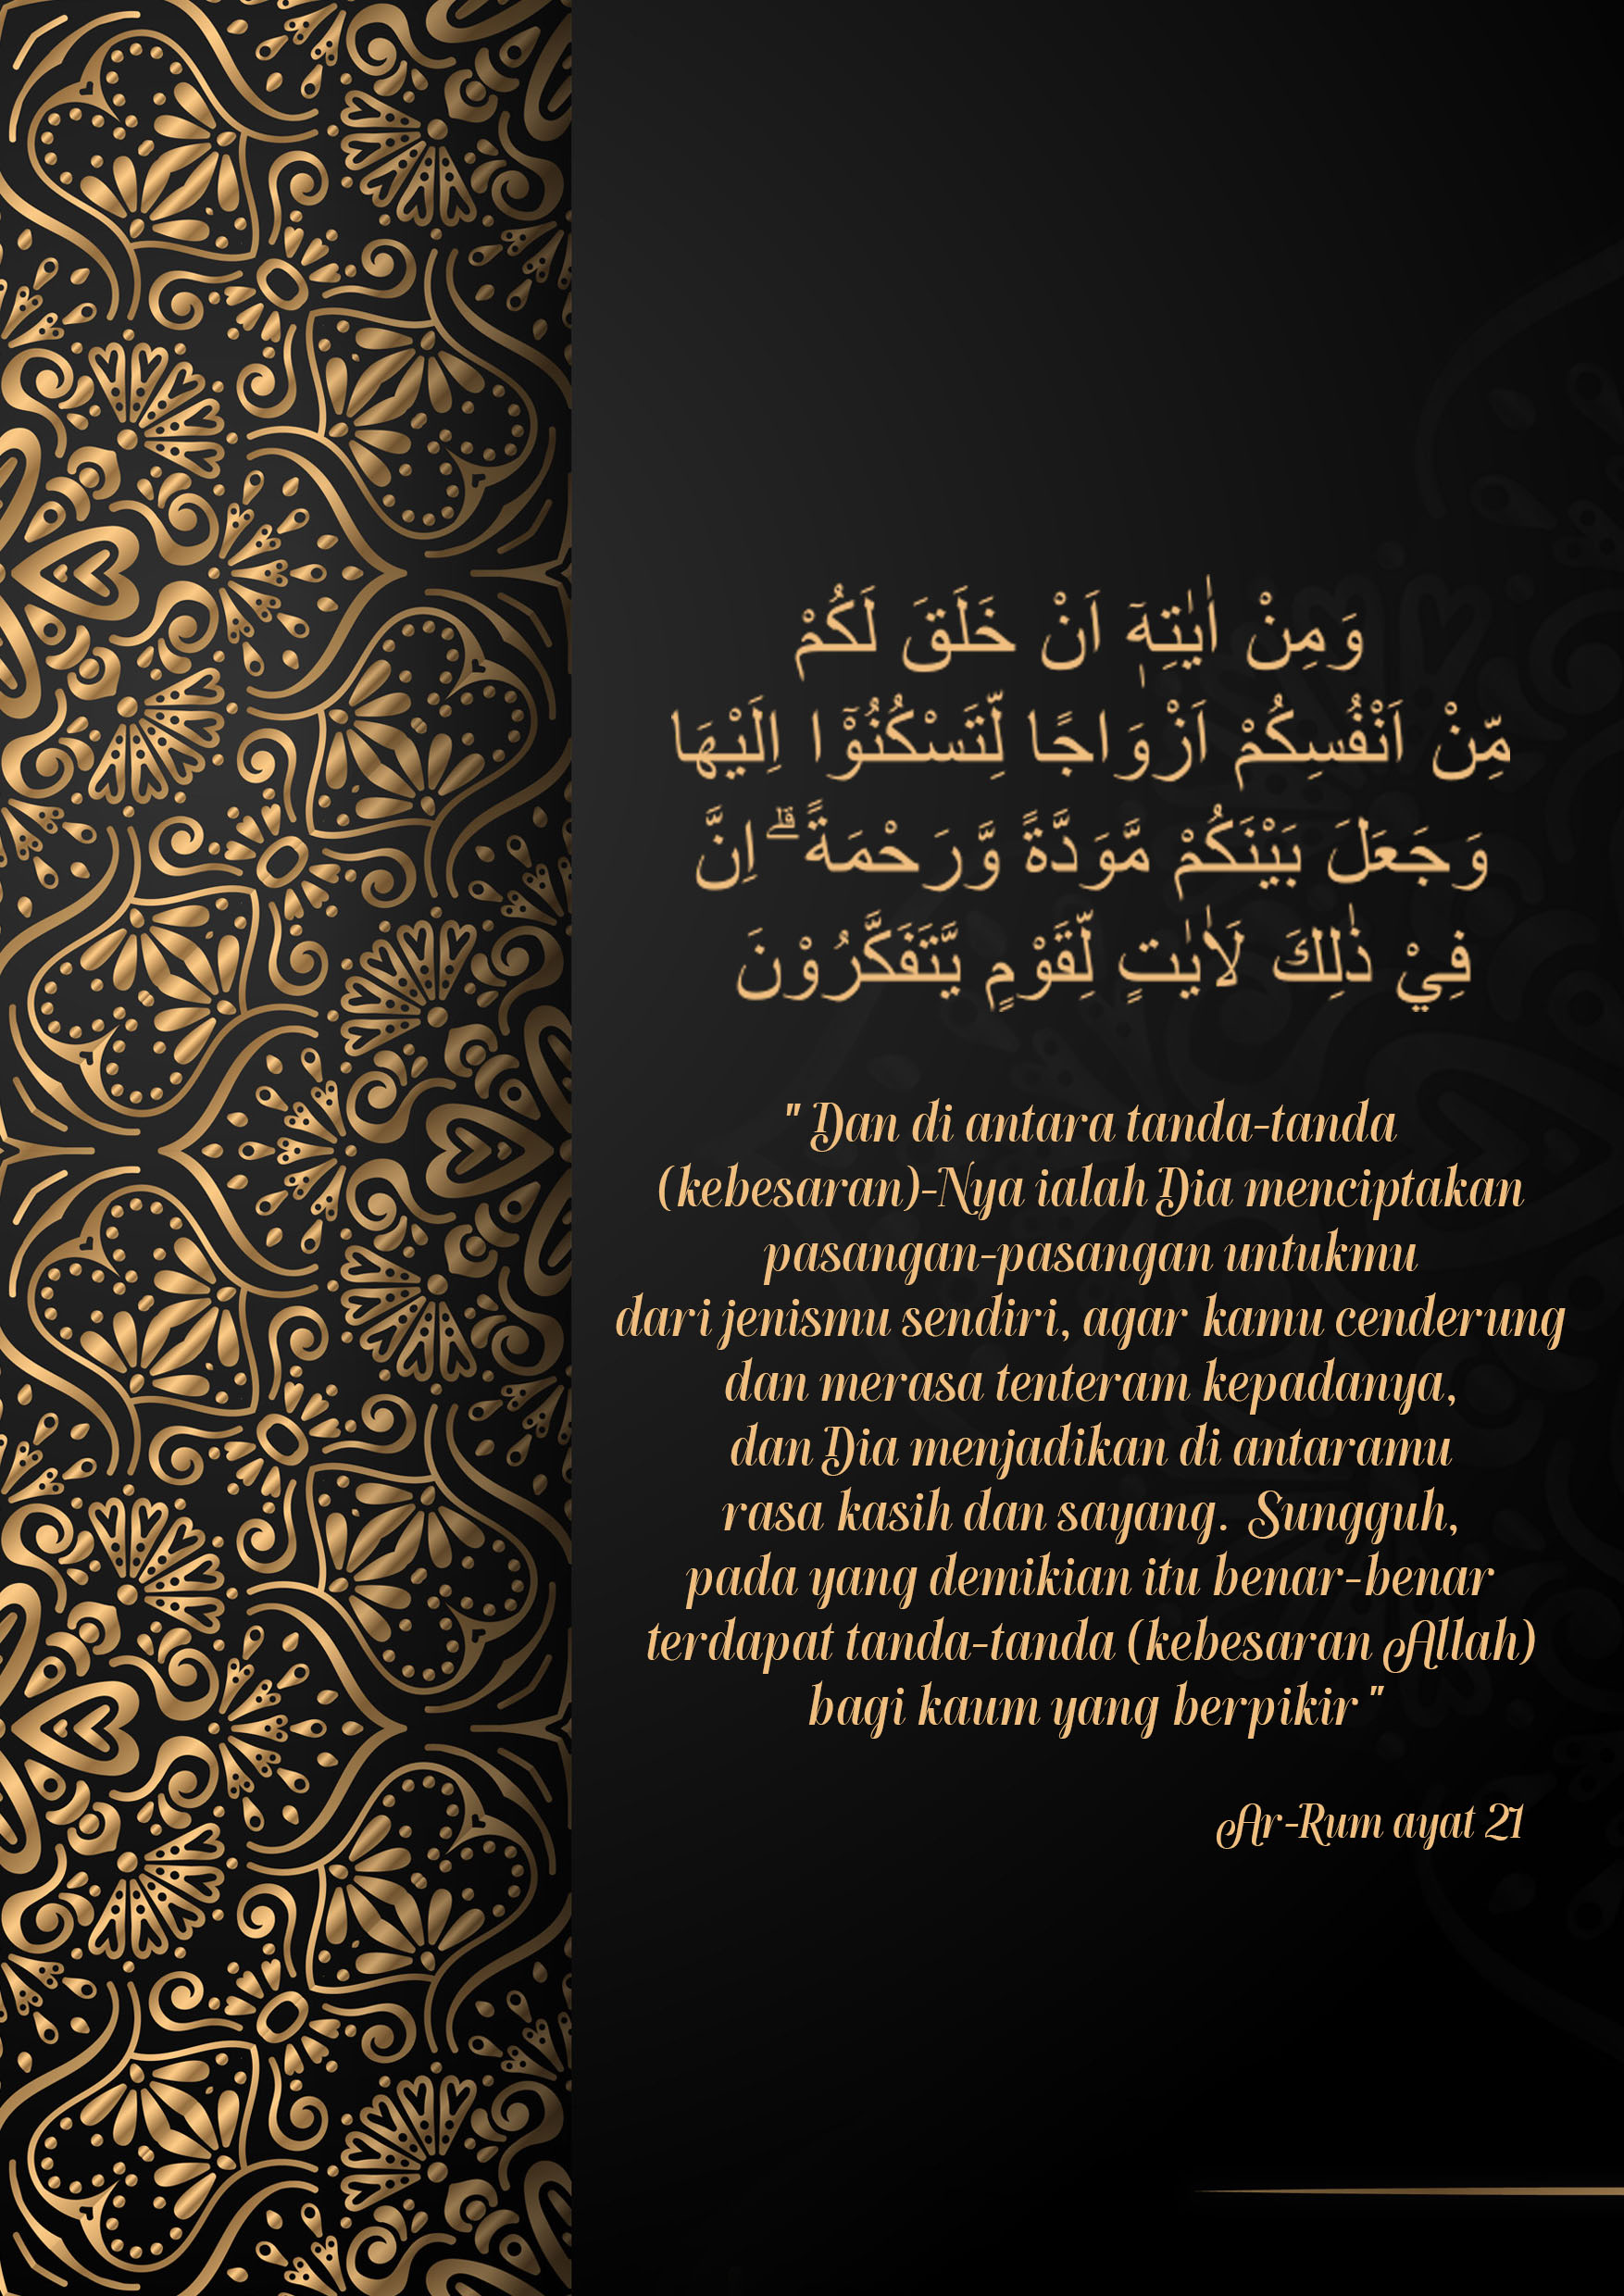 وَمِنْ اٰيٰتِهٖٓ اَنْ خَلَقَ لَكُمْ
مِّنْ اَنْفُسِكُمْ اَزْوَاجًا لِّتَسْكُنُوْٓا اِلَيْهَا
وَجَعَلَ بَيْنَكُمْ مَّوَدَّةً وَّرَحْمَةً ۗاِنَّ
فِيْ ذٰلِكَ لَاٰيٰتٍ لِّقَوْمٍ يَّتَفَكَّرُوْنَ
" Dan di antara tanda-tanda
(kebesaran)-Nya ialah Dia menciptakan
pasangan-pasangan untukmu
dari jenismu sendiri, agar kamu cenderung
dan merasa tenteram kepadanya,
dan Dia menjadikan di antaramu
rasa kasih dan sayang. Sungguh,
pada yang demikian itu benar-benar
terdapat tanda-tanda (kebesaran Allah)
bagi kaum yang berpikir "
Ar-Rum ayat 21